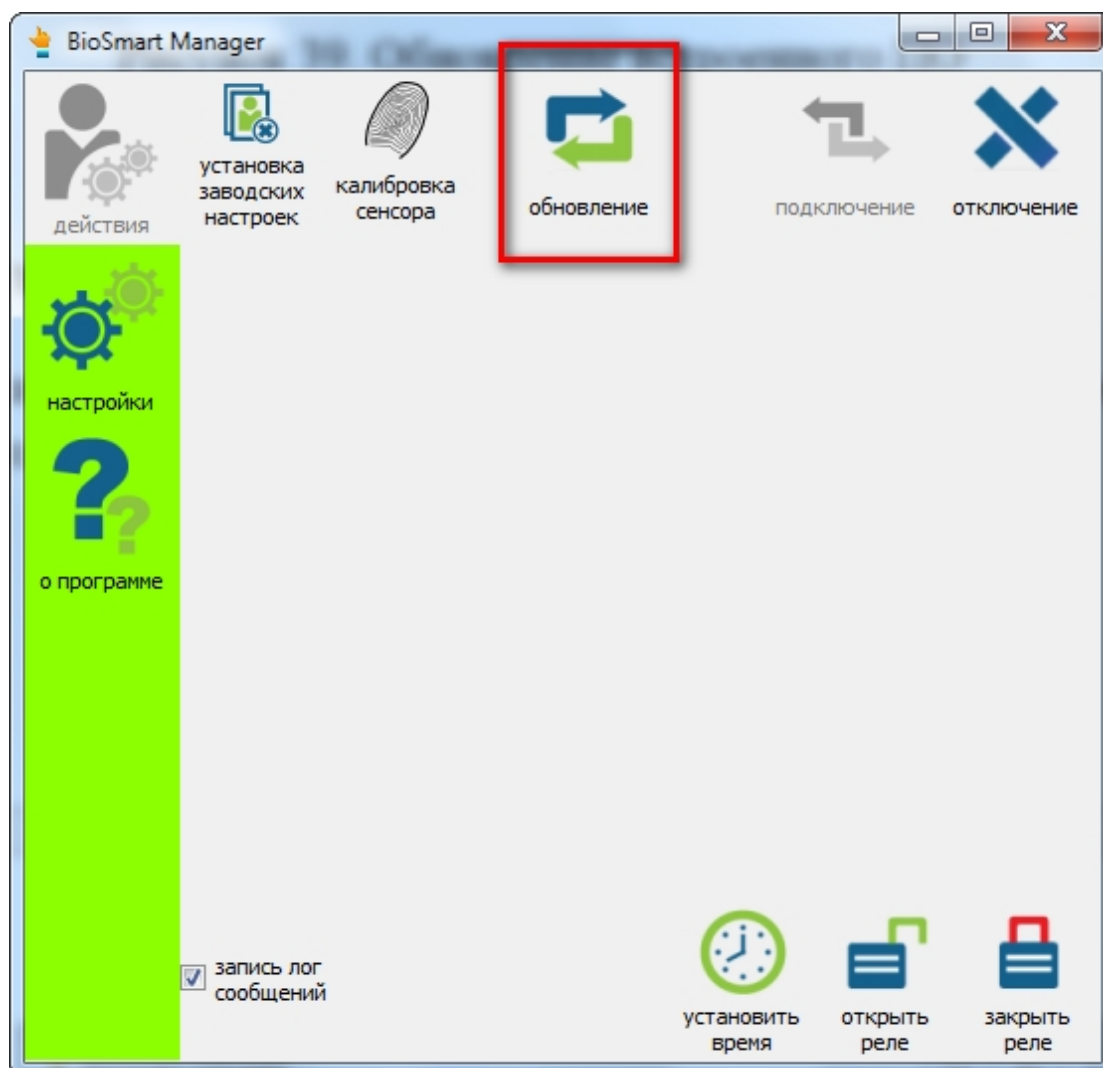 BioSmart Manager
действия
установка
заводских
настроек
калибровка
сенсора
обновление
подключение
отключение
настройки
о программе
запись лог
сообщений
установить
время
открыть
реле
закрыть
реле